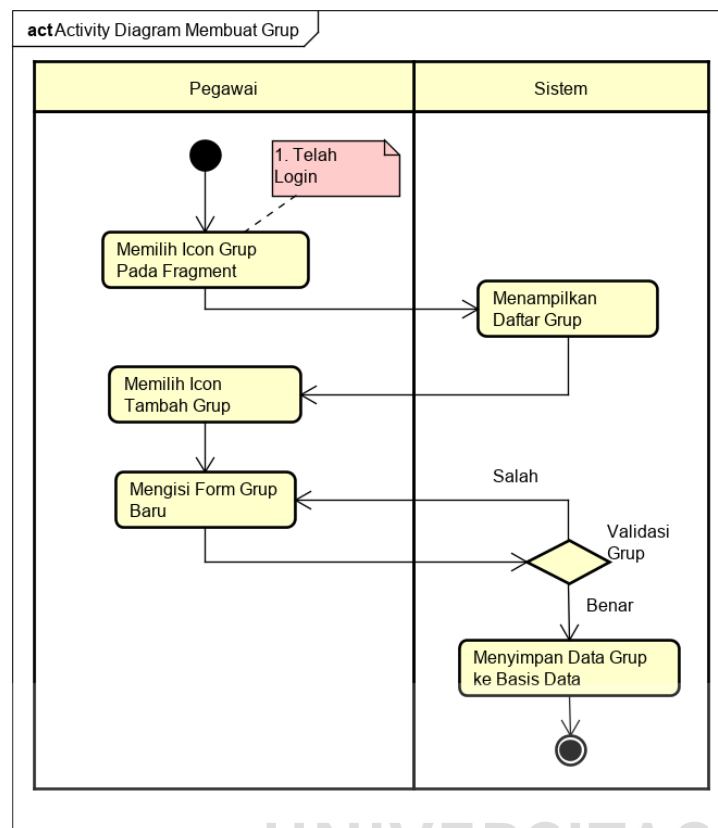 act Activity Diagram Membuat Grup
Pegawai
Sistem
1. Telah
Login
Memilih Icon Grup
Pada Fragment
Menampilkan
Daftar Grup
Memilih Icon
Tambah Grup
Mengisi Form Grup
Baru
Salah
Validasi
Grup
Benar
Menyimpan Data Grup
ke Basis Data
UNIVERSITAS